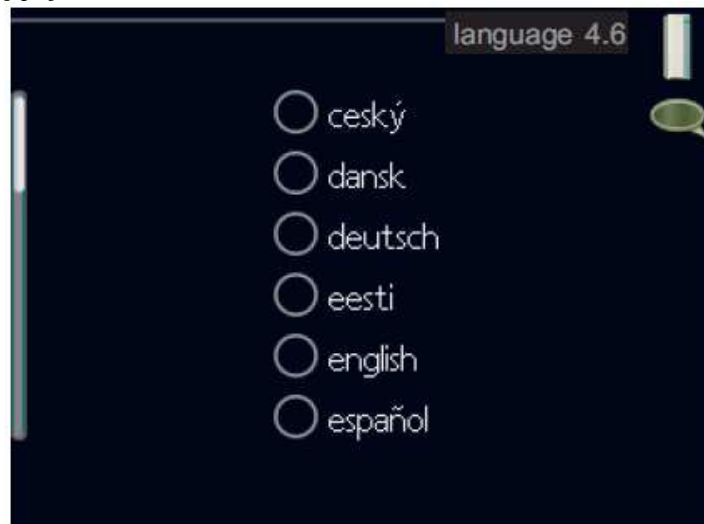 language 4.6
ceský
dansk
deutsch
eesti
english
español